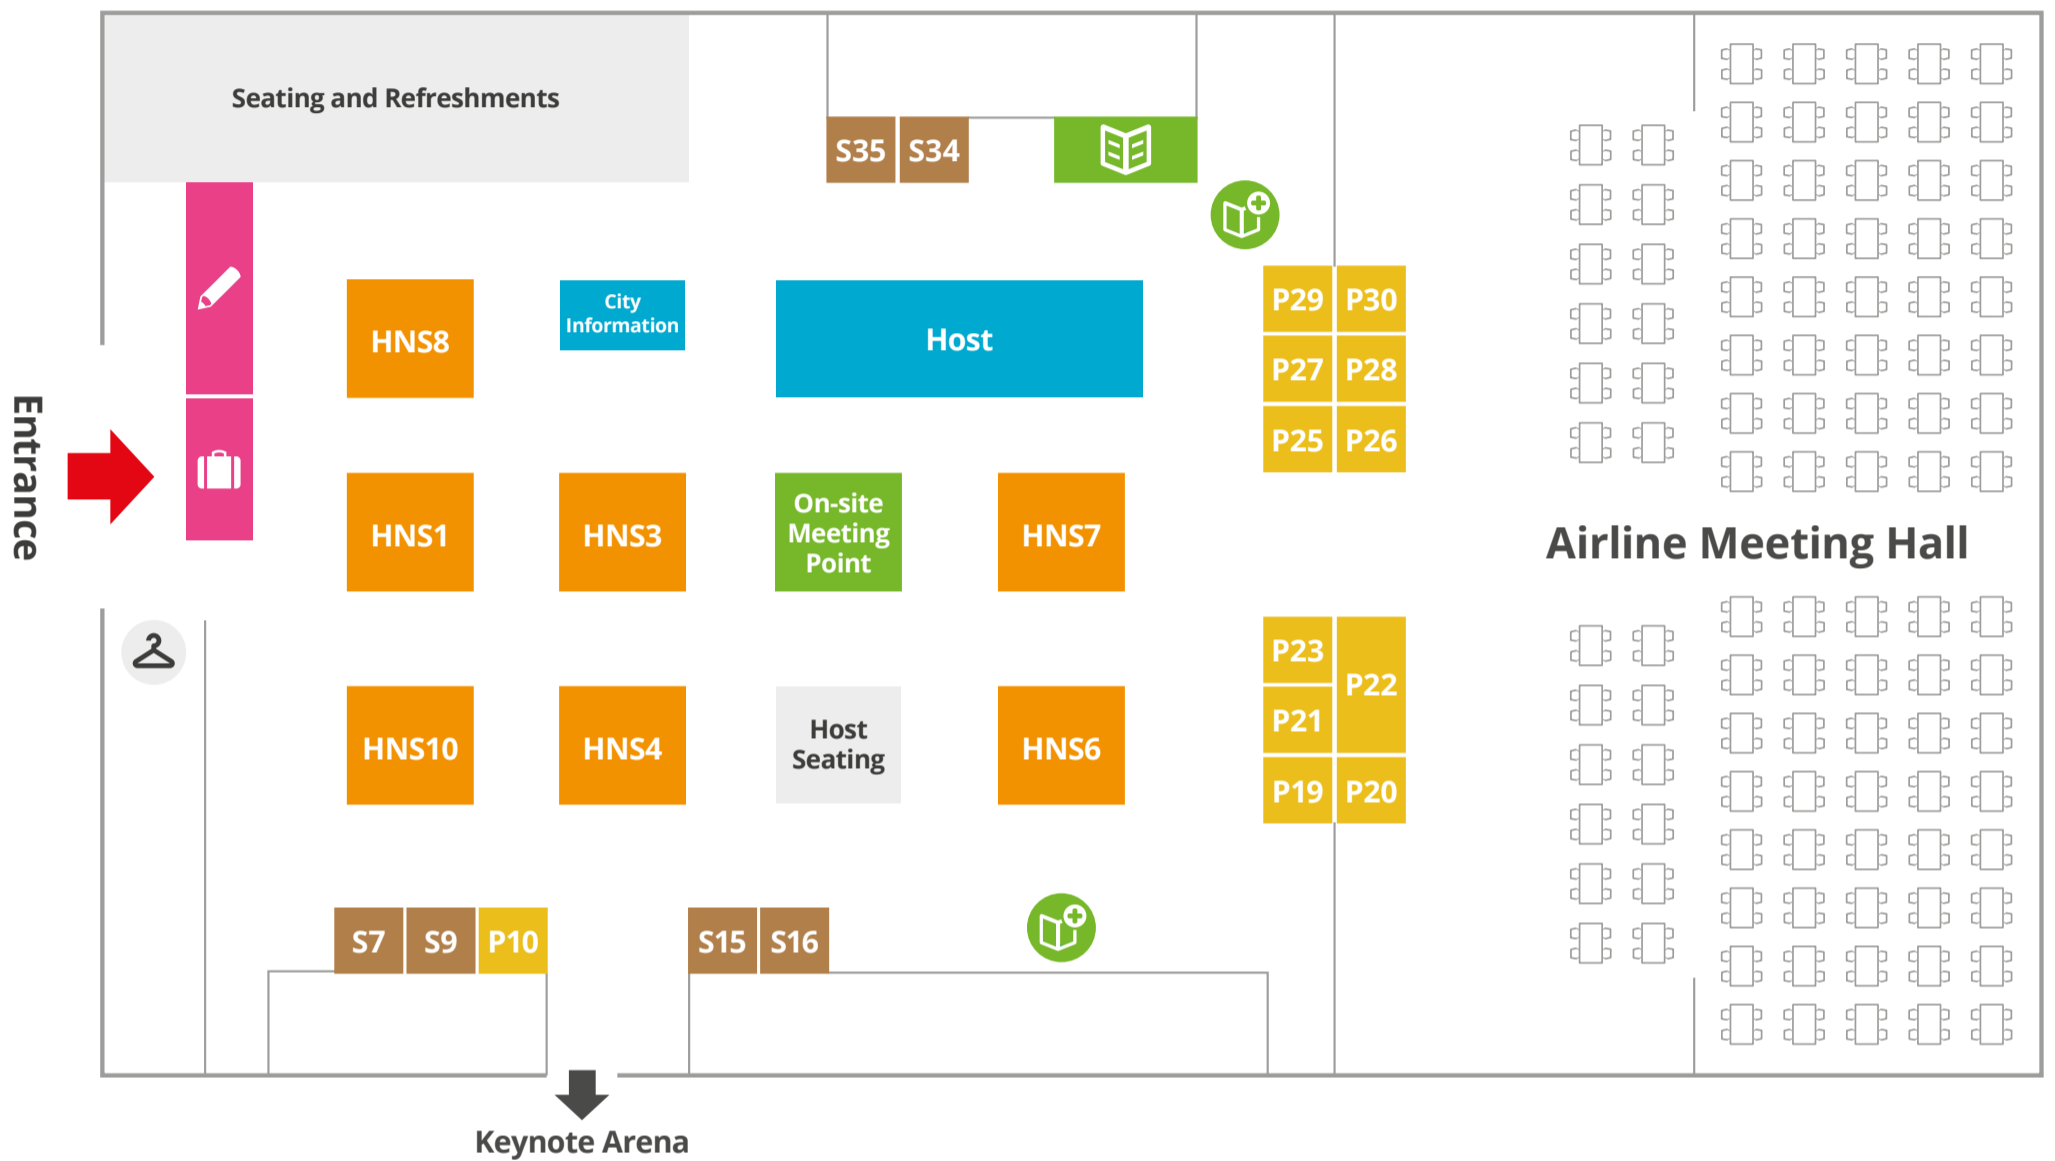 Seating and Refreshments
S35
S34
City
Information
Host
HNS8
P29
P30
P27
P28
P25
P26
Entrance
HNS1
HNS3
On-site
Meeting
Point
HNS7
Airline Meeting Hall
P23
P22
P21
P19
P20
HNS10
HNS4
Host
Seating
HNS6
S7
S9
P10
S15
S16
Keynote Arena